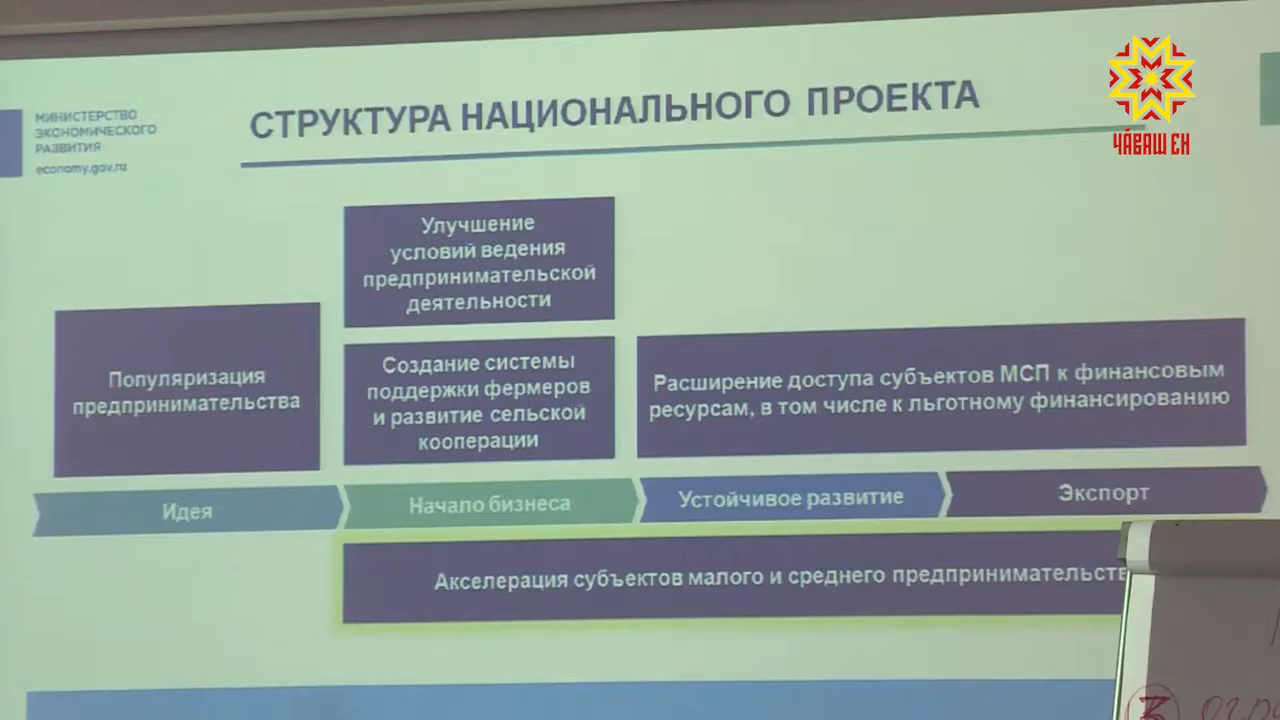 МИНИСТЕРСТВО
ЭКОНОМИЧЕСКОГО
РАЗВИТИЯ
economy.gov.ru
СТРУКТУРА НАЦИОНАЛЬНОГО ПРОЕКТА
ЧӐВАШ ЕН
Улучшение
условий ведения
предпринимательской
деятельности
Популяризация
предпринимательства
Создание системы
поддержки фермеров
и развитие сельской
кооперации
Расширение доступа субъектов МСП к финансовым
ресурсам, в том числе к льготному финансированию
Идея
Начало бизнеса
Устойчивое развитие
Экспорт
Акселерация субъектов малого и среднего предпринимательств